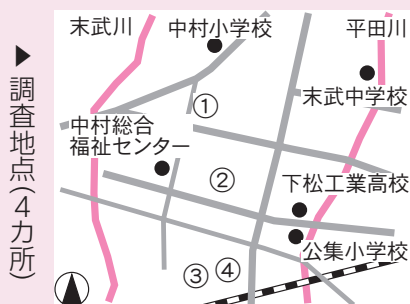 ▶調査地点(4カ所)
末武川
中村小学校
平田川
末武中学校
①
中村総合
福祉センター
②
下松工業高校
公集小学校
③
④